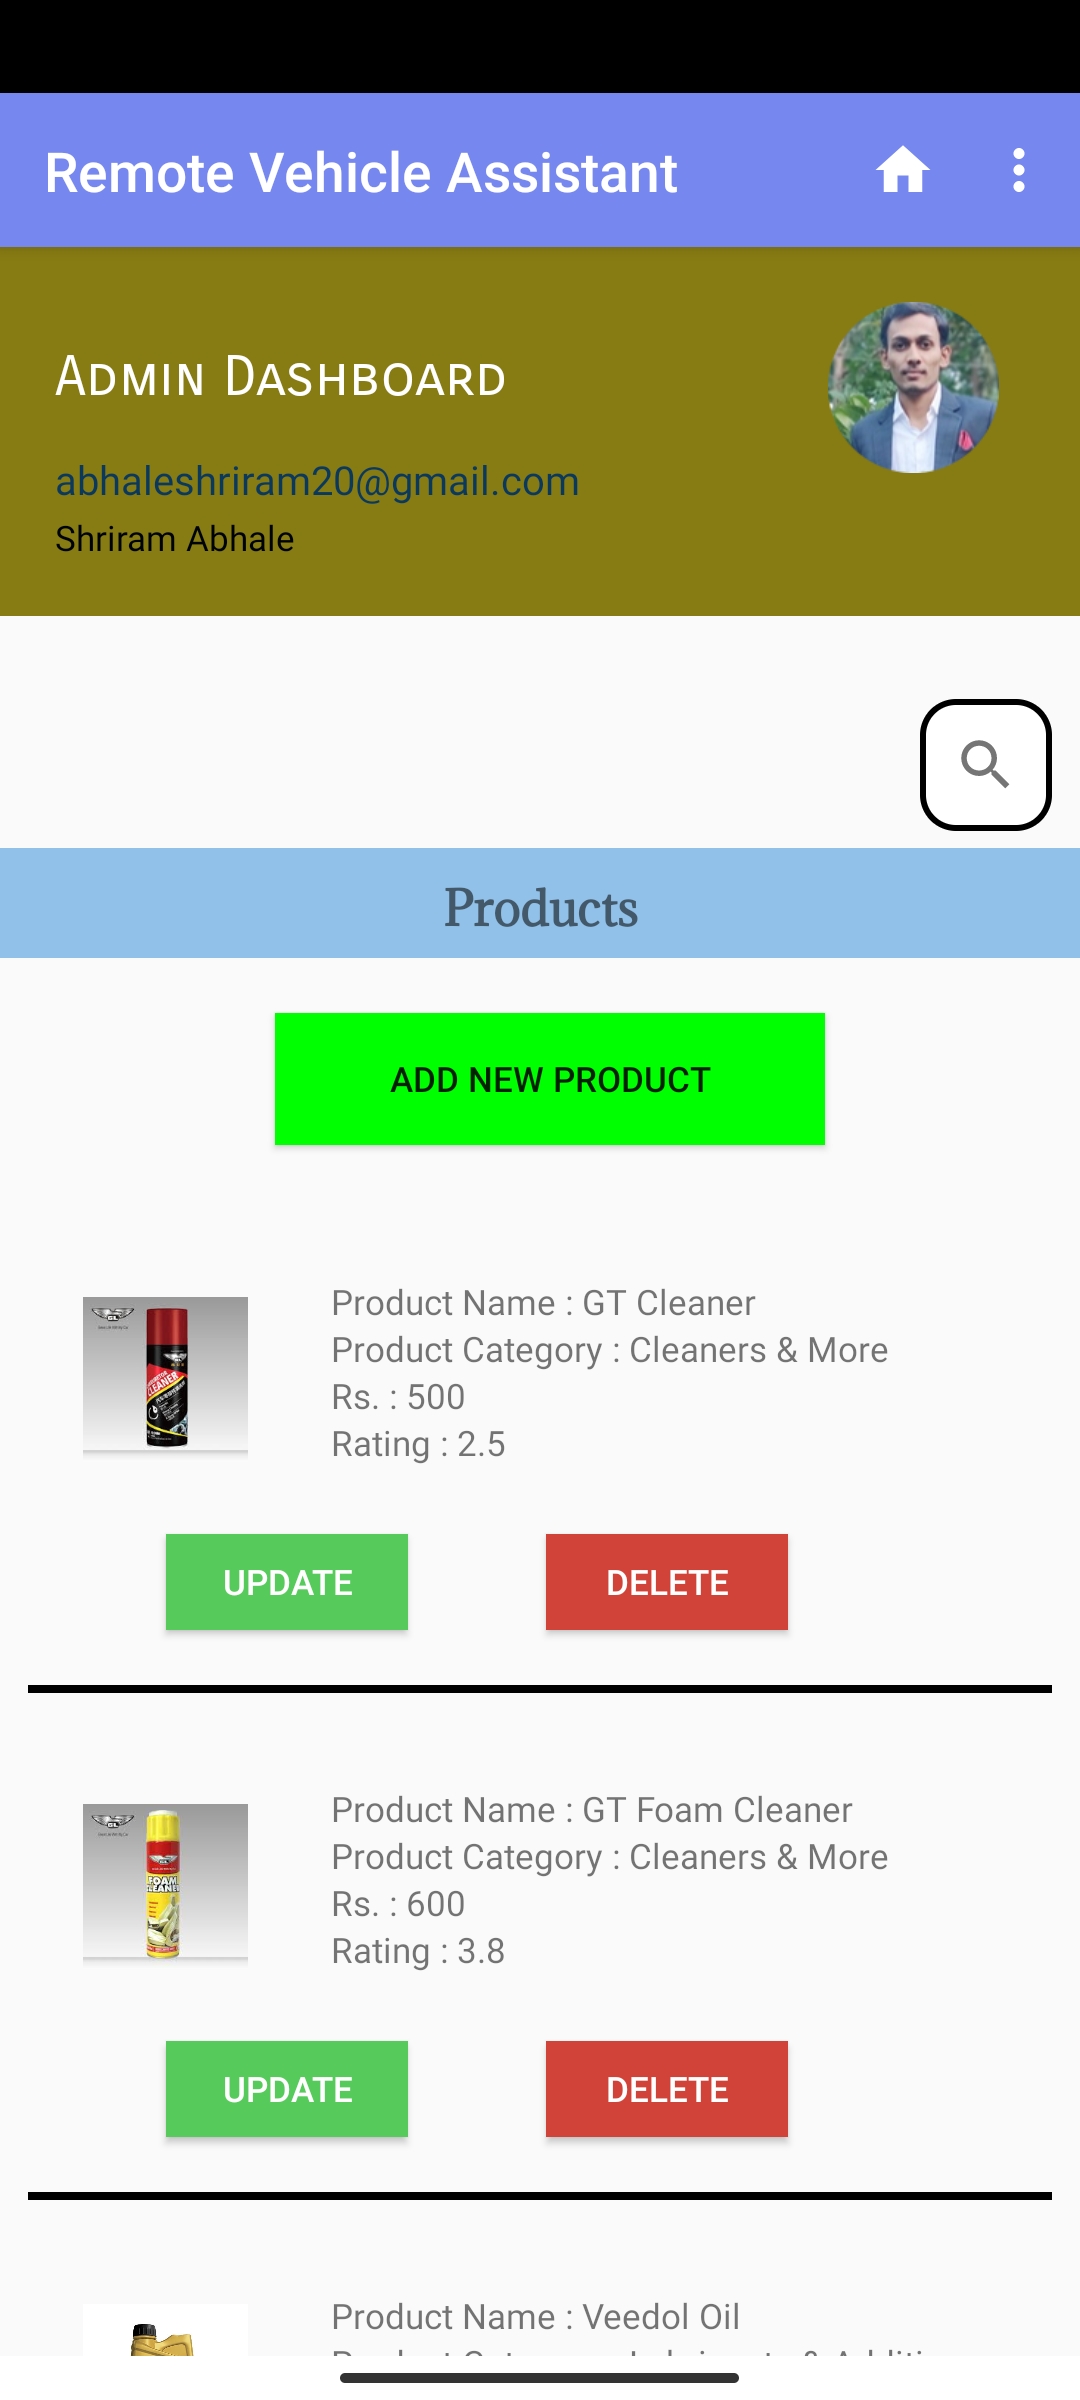 Remote Vehicle Assistant
Admin Dashboard
abhaleshriram20@gmail.com
Shriram Abhale
Products
ADD NEW PRODUCT
Product Name : GT Cleaner
Product Category : Cleaners & More
Rs. : 500
Rating : 2.5
CLEANER
UPDATE
DELETE
Product Name : GT Foam Cleaner
Product Category : Cleaners & More
Rs. : 600
Rating : 3.8
FOAM
CLEANER
UPDATE
DELETE
Product Name : Veedol Oil